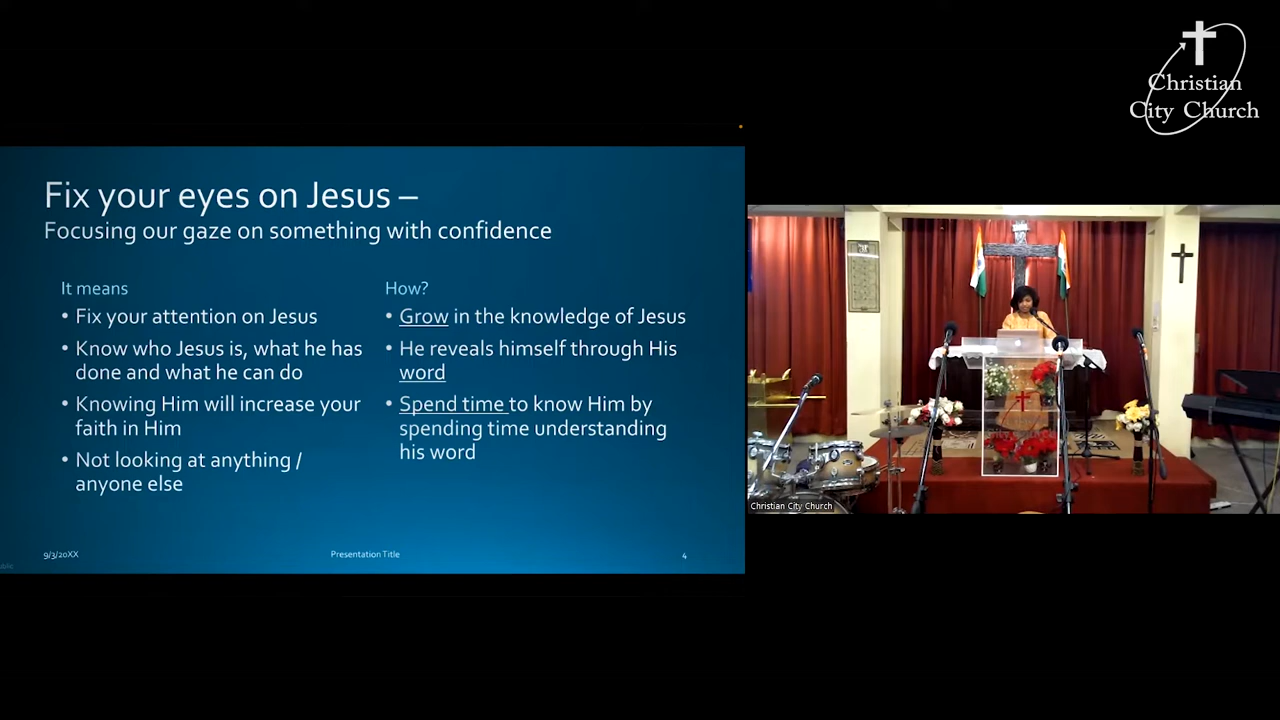 Christian
City Church
Fix your eyes on Jesus –
Focusing our gaze on something with confidence
It means
• Fix your attention on Jesus
• Know who Jesus is, what he has
done and what he can do
• Knowing Him will increase your
faith in Him
• Not looking at anything /
anyone else
How?
• Grow in the knowledge of Jesus
• He reveals himself through His
word
• Spend time to know Him by
spending time understanding
his word
9/3/20XX
Presentation Title
4
Christian City Church